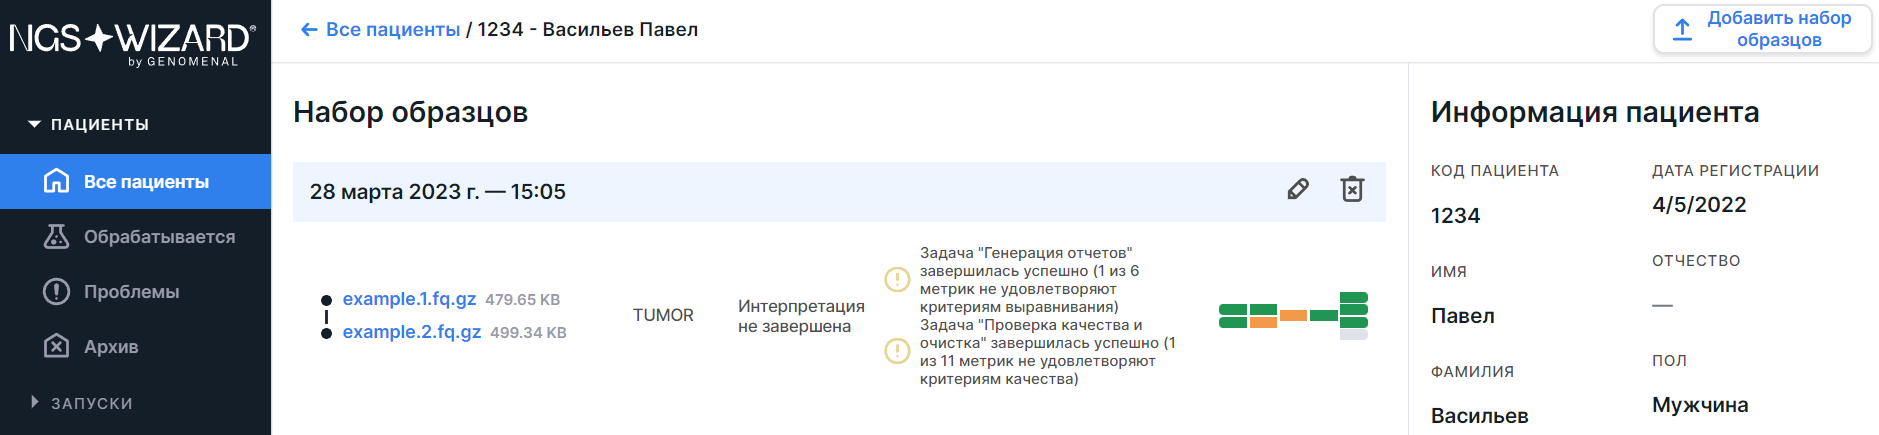 NGS WIZARD®
by GENOMENAL
ПАЦИЕНТЫ
Все пациенты
Обрабатывается
Проблемы
Архив
ЗАПУСКИ
← Все пациенты / 1234 - Васильев Павел
Добавить набор
образцов
Набор образцов
28 марта 2023 г. — 15:05
example.1.fq.gz 479.65 KB
example.2.fq.gz 499.34 KB
TUMOR
Интерпретация
не завершена
Задача "Генерация отчетов"
завершилась успешно (1 из 6
метрик не удовлетворяют
критериям выравнивания)
Задача "Проверка качества и
очистка" завершилась успешно (1
из 11 метрик не удовлетворяют
критериям качества)
Информация пациента
КОД ПАЦИЕНТА
1234
ДАТА РЕГИСТРАЦИИ
4/5/2022
ИМЯ
Павел
ОТЧЕСТВО
—
ФАМИЛИЯ
Васильев
ПОЛ
Мужчина